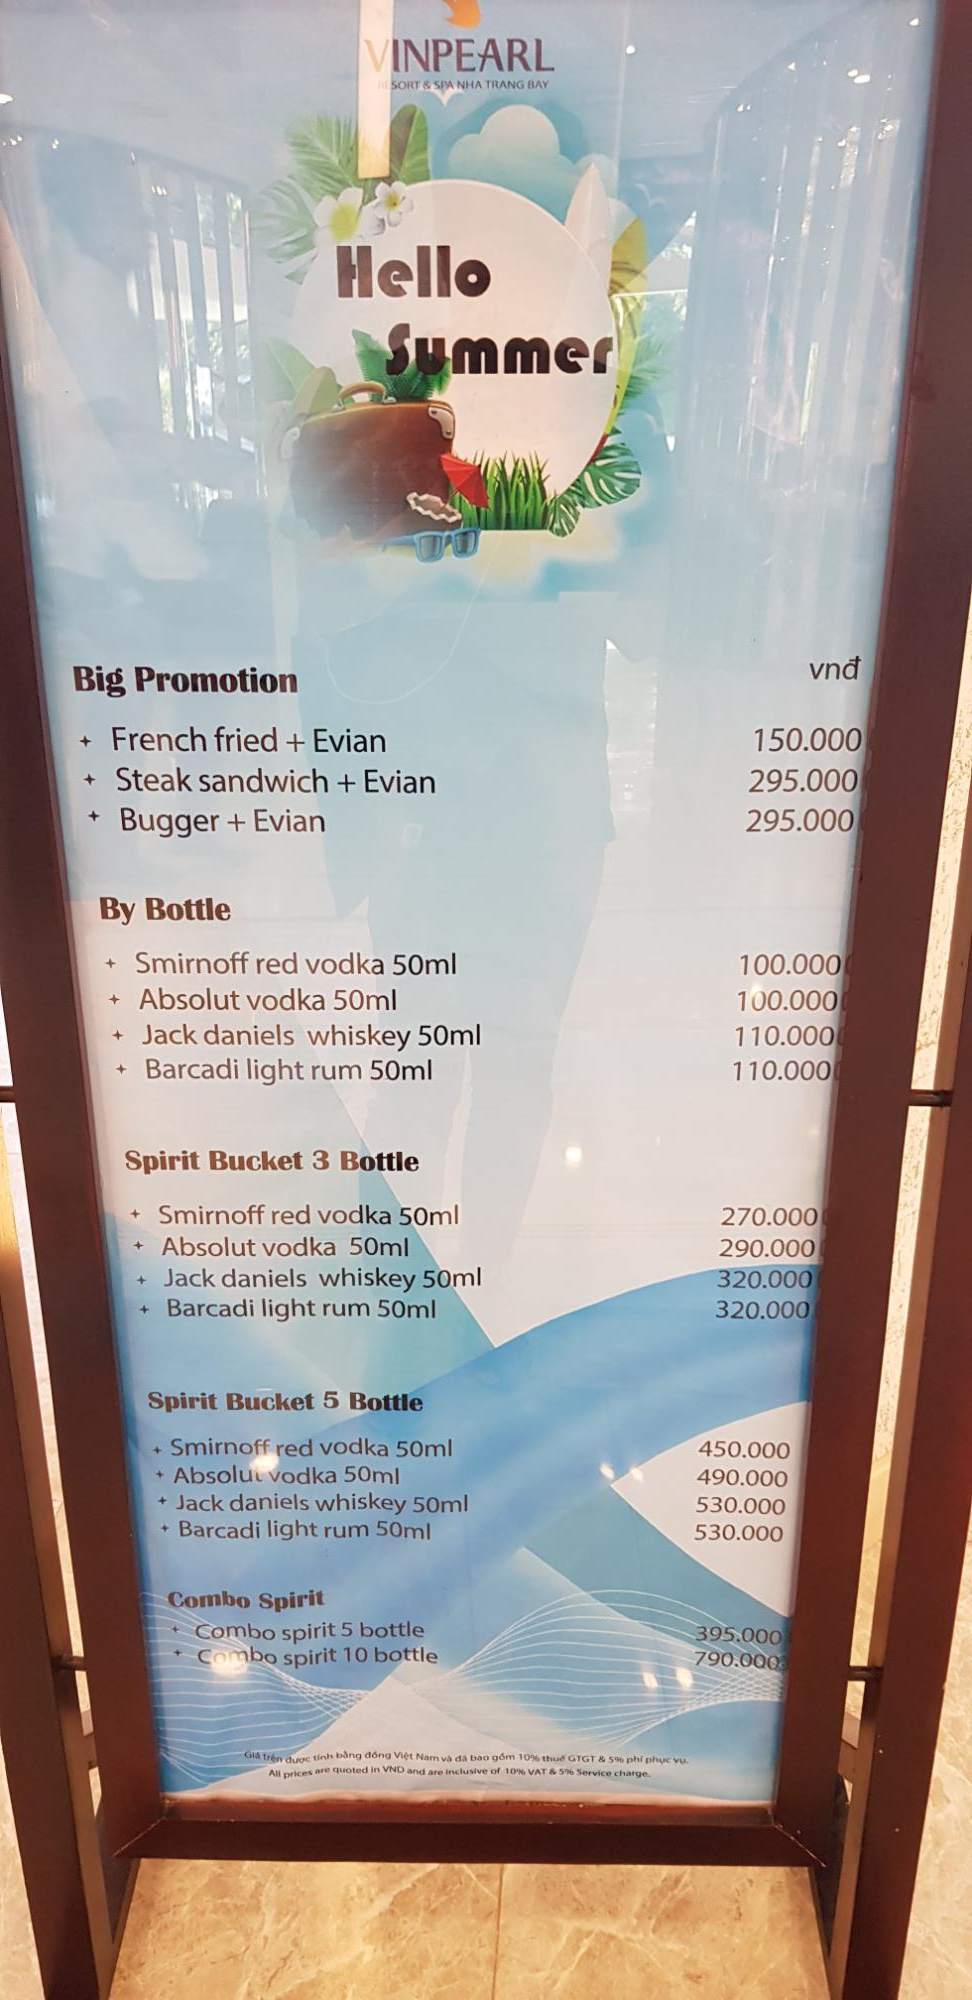 VINPEARL
RESORT & SPA NHA TRANG BAY
Hello
Summer
Big Promotion vnđ
+ French fried + Evian 150.000
+ Steak sandwich + Evian 295.000
+ Bugger + Evian 295.000
By Bottle
+ Smirnoff red vodka 50ml 100.000
+ Absolut vodka 50ml 100.000
+ Jack daniels whiskey 50ml 110.000
+ Barcadi light rum 50ml 110.000
Spirit Bucket 3 Bottle
+ Smirnoff red vodka 50ml 270.000
+ Absolut vodka 50ml 290.000
+ Jack daniels whiskey 50ml 320.000
+ Barcadi light rum 50ml 320.000
Spirit Bucket 5 Bottle
+ Smirnoff red vodka 50ml 450.000
+ Absolut vodka 50ml 490.000
+ Jack daniels whiskey 50ml 530.000
+ Barcadi light rum 50ml 530.000
Combo Spirit
+ Combo spirit 5 bottle 395.000
+ Combo spirit 10 bottle 790.000
Giá trên được tính bằng đồng Việt Nam và đã bao gồm 10% thuế GTGT & 5% phí phục vụ.
All prices are quoted in VND and are inclusive of 10% VAT & 5% Service charge.